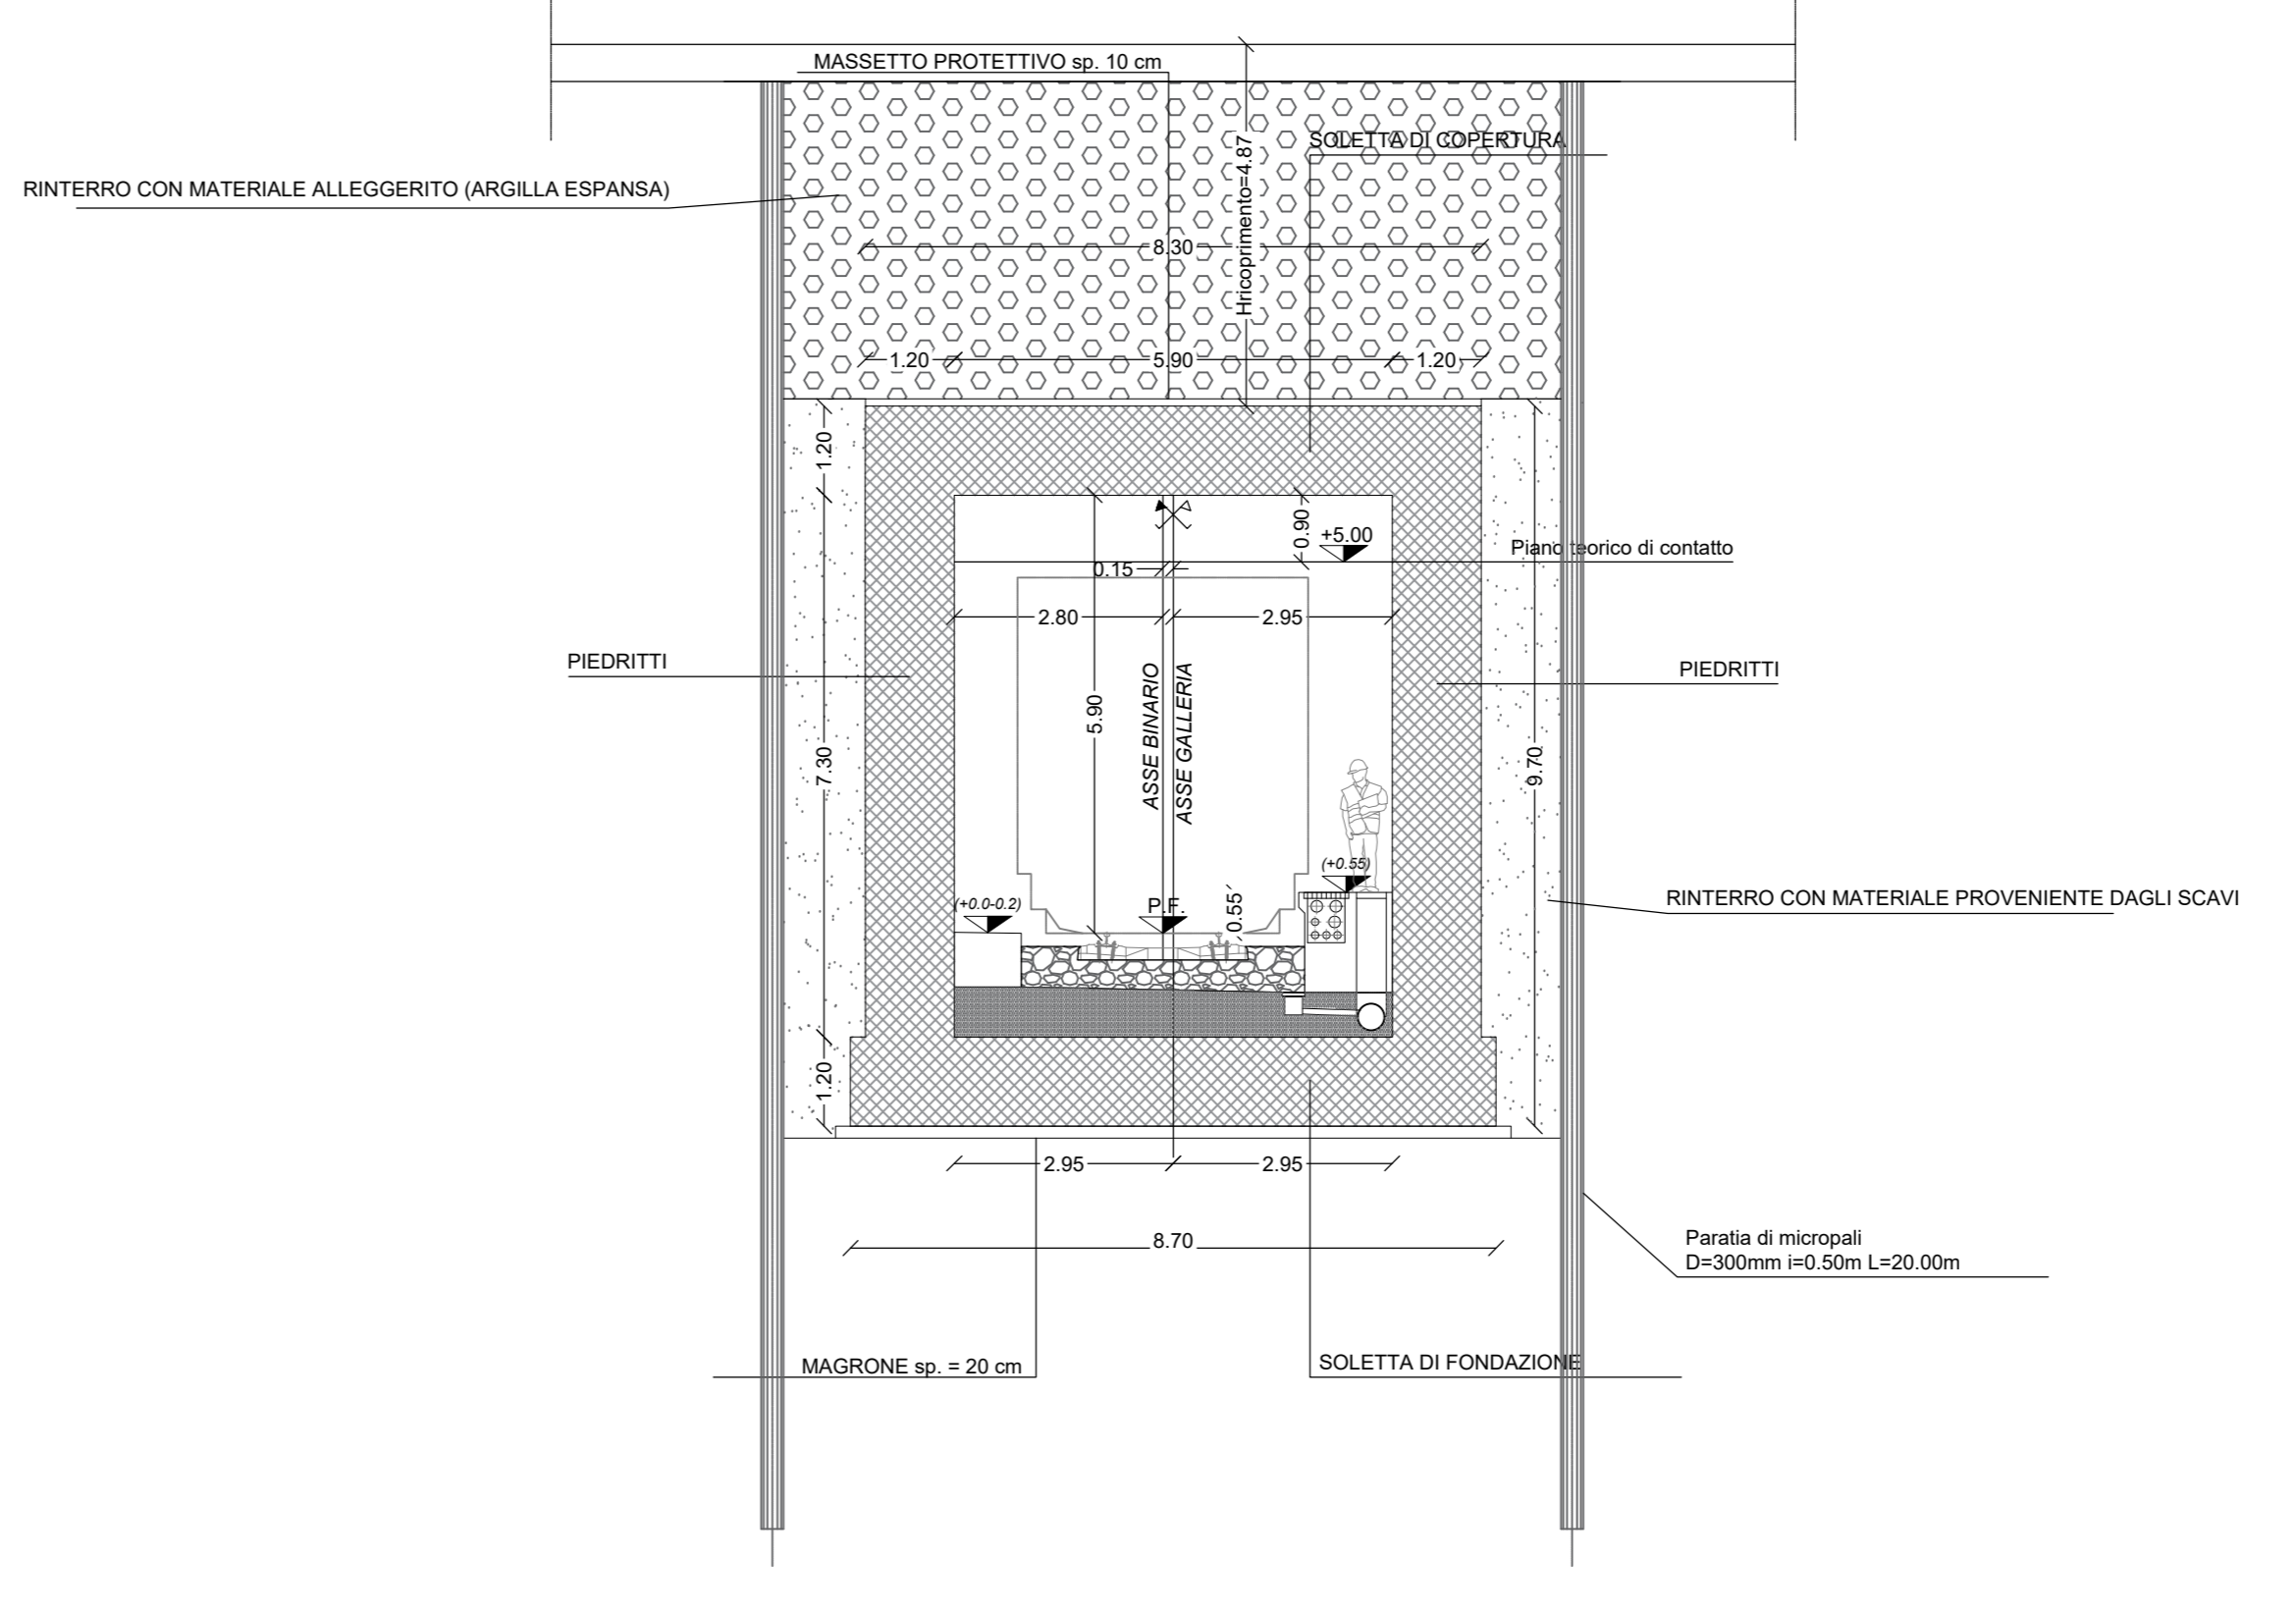 MASSETTO PROTETTIVO sp. 10 cm
SOLETTA DI COPERTURA
Hricoprimento=4.87
RINTERRO CON MATERIALE ALLEGGERITO (ARGILLA ESPANSA)
8.30
1.20
5.90
1.20
1.20
0.90
+5.00
Piano teorico di contatto
0.15
2.80
2.95
PIEDRITTI
PIEDRITTI
5.90
ASSE BINARIO
ASSE GALLERIA
7.30
9.70
(+0.55)
(+0.0-0.2)
P.F.
0.55
RINTERRO CON MATERIALE PROVENIENTE DAGLI SCAVI
1.20
2.95
2.95
8.70
Paratia di micropali
D=300mm i=0.50m L=20.00m
MAGRONE sp. = 20 cm
SOLETTA DI FONDAZIONE